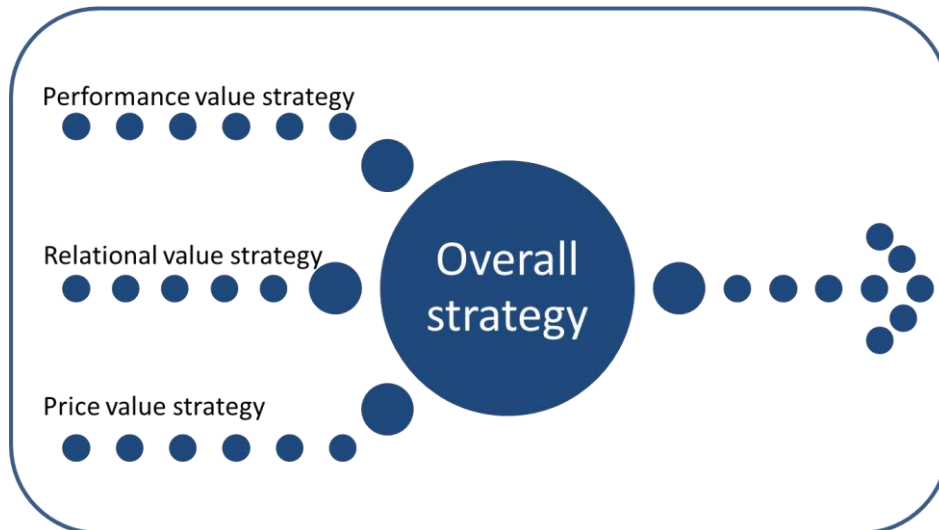 Performance value strategy
Relational value strategy
Overall
strategy
Price value strategy